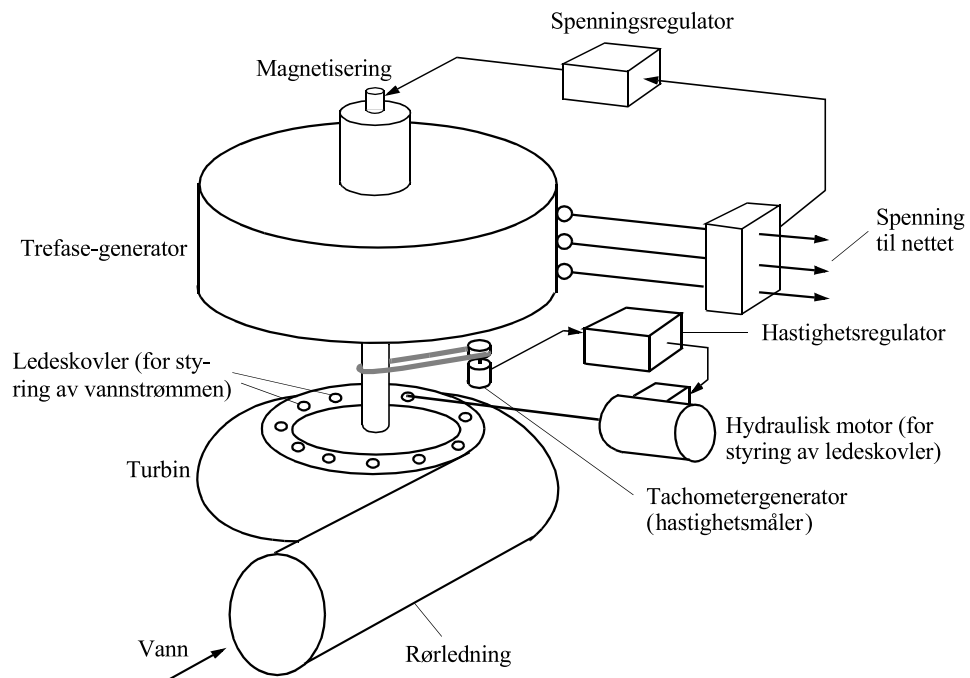 Spenningsregulator
Magnetisering
Trefase-generator
Spenning
til nettet
Hastighetsregulator
Ledeskovler (for sty-
ring av vannstrømmen)
Hydraulisk motor (for
styring av ledeskovler)
Turbin
Tachometergenerator
(hastighetsmåler)
Vann
Rørledning